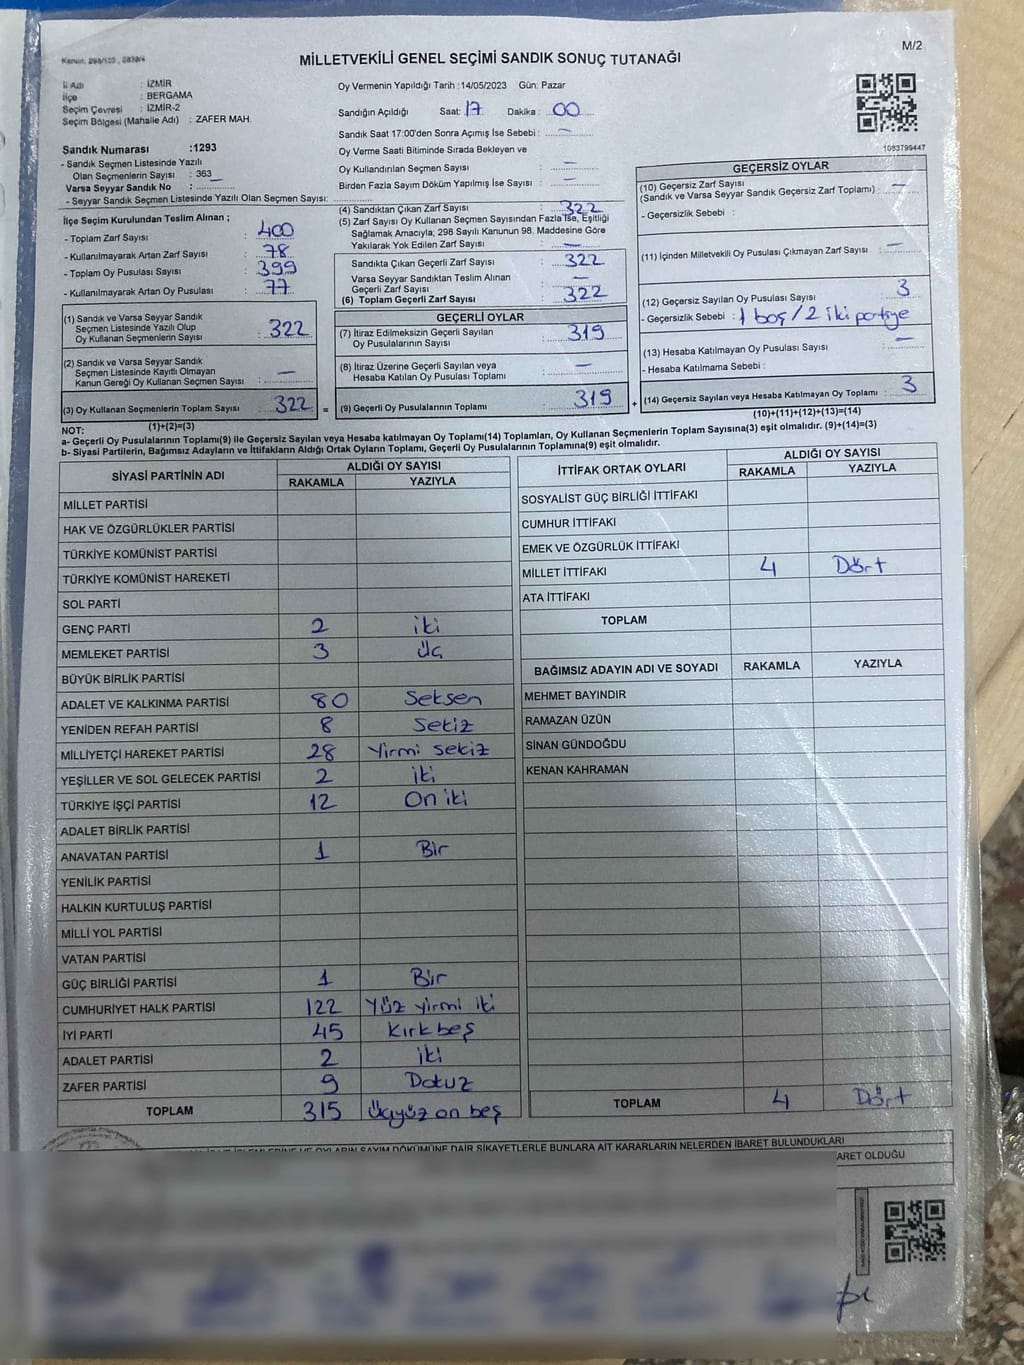 M/2
Kanun: 298/105 , 2839/4
MİLLETVEKİLİ GENEL SEÇİMİ SANDIK SONUÇ TUTANAĞI
İl Adı : İZMİR
İlçe : BERGAMA
Seçim Çevresi : İZMİR-2
Seçim Bölgesi (Mahalle Adı) : ZAFER MAH.
Oy Vermenin Yapıldığı Tarih :14/05/2023 Gün: Pazar
Sandığın Açıldığı Saat: 17 Dakika : 00
Sandık Saat 17:00'den Sonra Açımış İse Sebebi : —
Oy Verme Saati Bitiminde Sırada Bekleyen ve
Oy Kullandırılan Seçmen Sayısı : —
Birden Fazla Sayım Döküm Yapılmış İse Sayısı : —
1083799447
Sandık Numarası :1293
- Sandık Seçmen Listesinde Yazılı
Olan Seçmenlerin Sayısı : 363
Varsa Seyyar Sandık No :
- Seyyar Sandık Seçmen Listesinde Yazılı Olan Seçmen Sayısı:
İlçe Seçim Kurulundan Teslim Alınan ;
- Toplam Zarf Sayısı : 400
- Kullanılmayarak Artan Zarf Sayısı : 78
- Toplam Oy Pusulası Sayısı : 399
- Kullanılmayarak Artan Oy Pusulası : 77
(1) Sandık ve Varsa Seyyar Sandık
Seçmen Listesinde Yazılı Olup
Oy Kullanan Seçmenlerin Sayısı : 322
(2) Sandık ve Varsa Seyyar Sandık
Seçmen Listesinde Kayıtlı Olmayan
Kanun Gereği Oy Kullanan Seçmen Sayısı : —
(3) Oy Kullanan Seçmenlerin Toplam Sayısı : 322 =
(1)+(2)=(3)
(4) Sandıktan Çıkan Zarf Sayısı : 322
(5) Zarf Sayısı Oy Kullanan Seçmen Sayısından Fazla İse, Eşitliği
Sağlamak Amacıyla; 298 Sayılı Kanunun 98. Maddesine Göre
Yakılarak Yok Edilen Zarf Sayısı : —
Sandıkta Çıkan Geçerli Zarf Sayısı : 322
Varsa Seyyar Sandıktan Teslim Alınan
Geçerli Zarf Sayısı : —
(6) Toplam Geçerli Zarf Sayısı : 322
GEÇERLİ OYLAR
(7) İtiraz Edilmeksizin Geçerli Sayılan
Oy Pusulalarının Sayısı : 319
(8) İtiraz Üzerine Geçerli Sayılan veya
Hesaba Katılan Oy Pusulası Toplamı : —
(9) Geçerli Oy Pusulalarının Toplamı : 319 +
GEÇERSİZ OYLAR
(10) Geçersiz Zarf Sayısı
(Sandık ve Varsa Seyyar Sandık Geçersiz Zarf Toplamı) : —
- Geçersizlik Sebebi :
(11) İçinden Milletvekili Oy Pusulası Çıkmayan Zarf Sayısı : —
(12) Geçersiz Sayılan Oy Pusulası Sayısı : 3
- Geçersizlik Sebebi : 1 boş / 2 iki partiye
(13) Hesaba Katılmayan Oy Pusulası Sayısı : —
- Hesaba Katılmama Sebebi :
(14) Geçersiz Sayılan veya Hesaba Katılmayan Oy Toplamı : 3
(10)+(11)+(12)+(13)=(14)
NOT:
a- Geçerli Oy Pusulalarının Toplamı(9) ile Geçersiz Sayılan veya Hesaba katılmayan Oy Toplamı(14) Toplamları, Oy Kullanan Seçmenlerin Toplam Sayısına(3) eşit olmalıdır. (9)+(14)=(3)
b- Siyasi Partilerin, Bağımsız Adayların ve İttifakların Aldığı Ortak Oyların Toplamı, Geçerli Oy Pusulalarının Toplamına(9) eşit olmalıdır.
SİYASİ PARTİNİN ADI
ALDIĞI OY SAYISI
RAKAMLA YAZIYLA
MİLLET PARTİSİ
HAK VE ÖZGÜRLÜKLER PARTİSİ
TÜRKİYE KOMÜNİST PARTİSİ
TÜRKİYE KOMÜNİST HAREKETİ
SOL PARTİ
GENÇ PARTİ 2 iki
MEMLEKET PARTİSİ 3 üç
BÜYÜK BİRLİK PARTİSİ
ADALET VE KALKINMA PARTİSİ 80 Seksen
YENİDEN REFAH PARTİSİ 8 Sekiz
MİLLİYETÇİ HAREKET PARTİSİ 28 Yirmi sekiz
YEŞİLLER VE SOL GELECEK PARTİSİ 2 iki
TÜRKİYE İŞÇİ PARTİSİ 12 On iki
ADALET BİRLİK PARTİSİ
ANAVATAN PARTİSİ 1 Bir
YENİLİK PARTİSİ
HALKIN KURTULUŞ PARTİSİ
MİLLİ YOL PARTİSİ
VATAN PARTİSİ
GÜÇ BİRLİĞİ PARTİSİ 1 Bir
CUMHURİYET HALK PARTİSİ 122 Yüz yirmi iki
İYİ PARTİ 45 Kırk beş
ADALET PARTİSİ 2 iki
ZAFER PARTİSİ 9 Dokuz
TOPLAM 315 Üçyüz on beş
İTTİFAK ORTAK OYLARI
ALDIĞI OY SAYISI
RAKAMLA YAZIYLA
SOSYALİST GÜÇ BİRLİĞİ İTTİFAKI
CUMHUR İTTİFAKI
EMEK VE ÖZGÜRLÜK İTTİFAKI
MİLLET İTTİFAKI 4 Dört
ATA İTTİFAKI
TOPLAM
BAĞIMSIZ ADAYIN ADI VE SOYADI RAKAMLA YAZIYLA
MEHMET BAYINDIR
RAMAZAN ÜZÜN
SİNAN GÜNDOĞDU
KENAN KAHRAMAN
TOPLAM 4 Dört
OYLARIN SAYIM DÖKÜMÜNE DAİR ŞİKAYETLERLE BUNLARA AİT KARARLARIN NELERDEN İBARET BULUNDUKLARI
ARET OLDUĞU